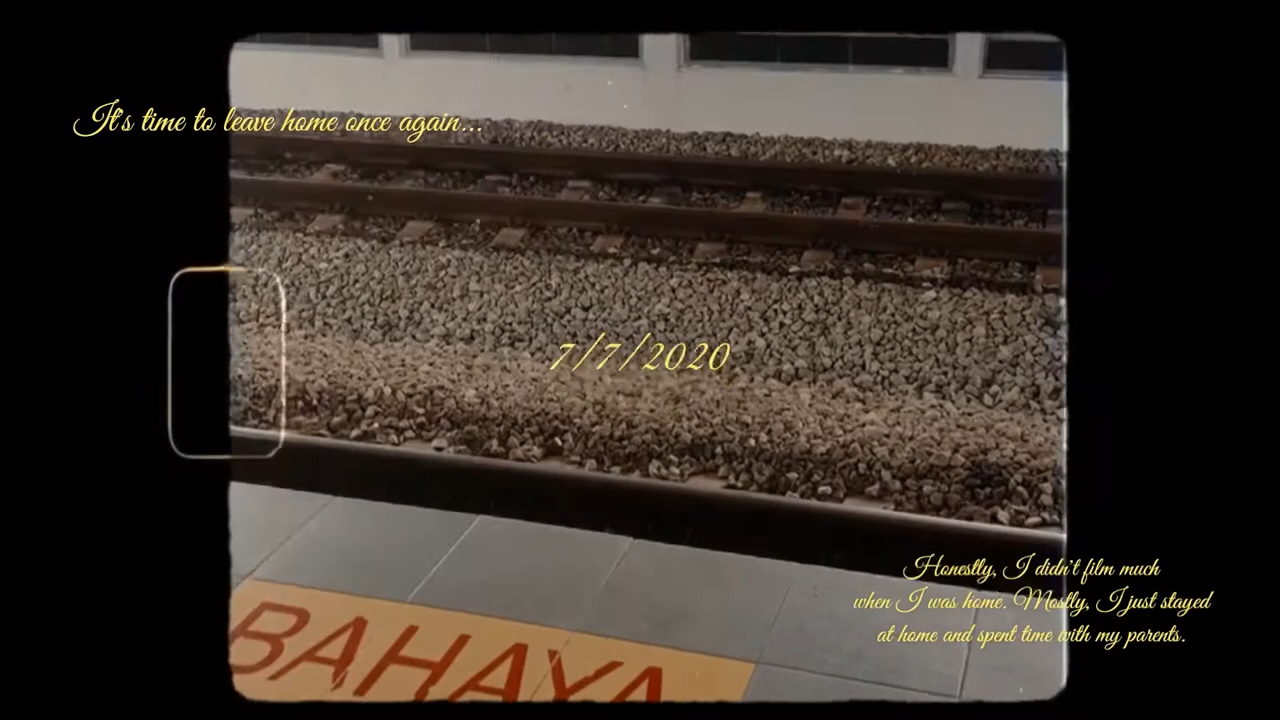 It's time to leave home once again...
7/7/2020
Honestly, I didn't film much
when I was home. Mostly, I just stayed
at home and spent time with my parents.
BAHAYA